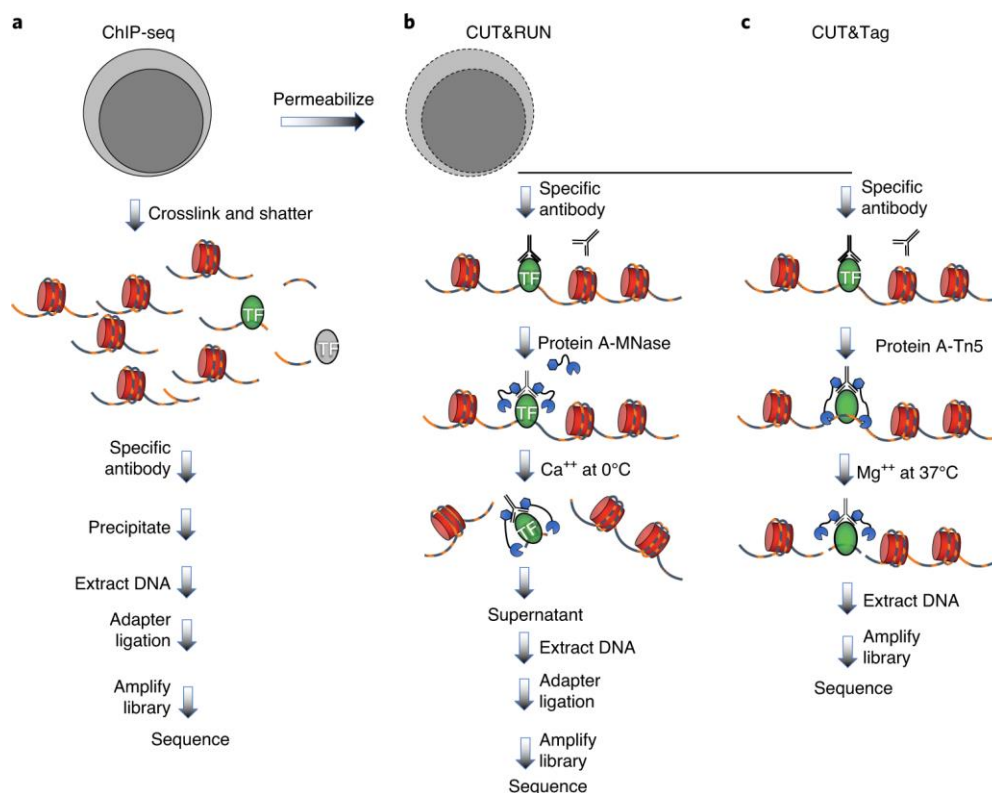 a
ChIP-seq
Permeabilize
Crosslink and shatter
TF
TF
Specific
antibody
Precipitate
Extract DNA
Adapter
ligation
Amplify
library
Sequence
b
CUT&RUN
Specific
antibody
TF
Protein A-MNase
TF
Ca⁺⁺ at 0°C
TF
Supernatant
Extract DNA
Adapter
ligation
Amplify
library
Sequence
c
CUT&Tag
Specific
antibody
TF
Protein A-Tn5
Mg⁺⁺ at 37°C
Extract DNA
Amplify
library
Sequence